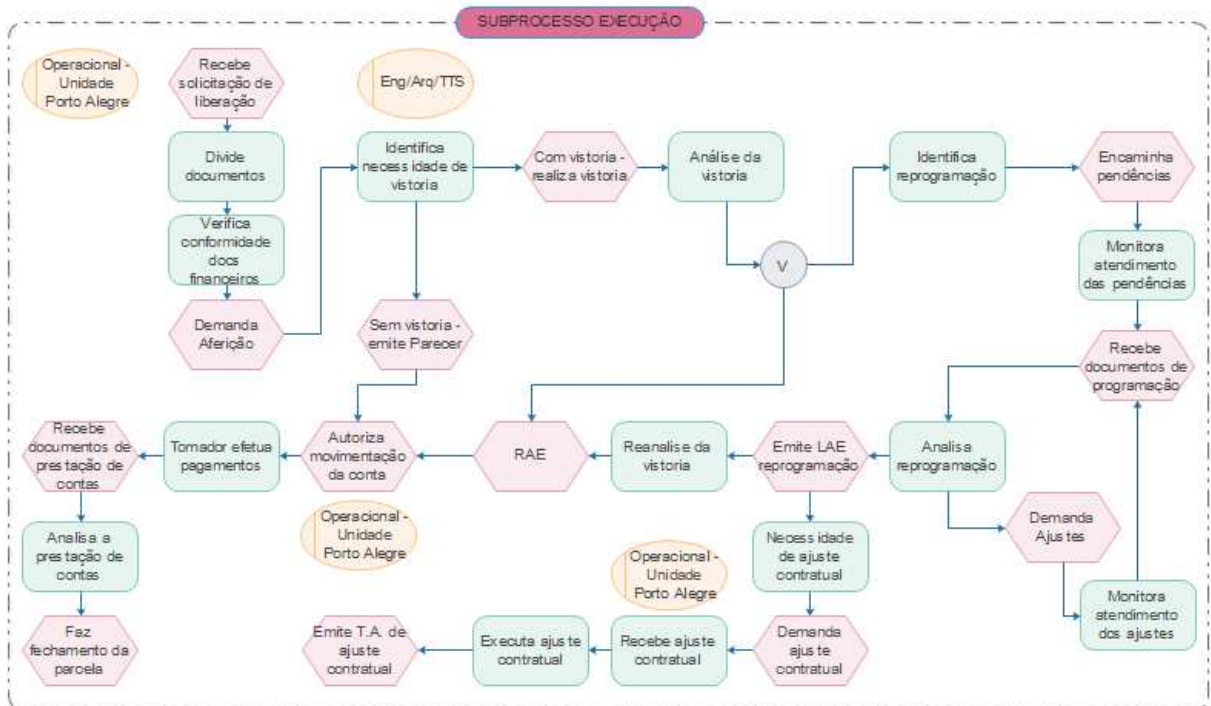 SUBPROCESSO EXECUÇÃO
Operacional -
Unidade
Porto Alegre
Recebe
solicitação de
liberação
Eng/Arq/TTS
Divide
documentos
Identifica
necessidade de
vistoria
Com vistoria -
realiza vistoria
Análise da
vistoria
Identifica
reprogramação
Encaminha
pendências
Verifica
conformidade
docs
financeiros
V
Monitora
atendimento
das pendências
Demanda
Aferição
Sem vistoria -
emite Parecer
Recebe
documentos de
programação
Recebe
documentos de
prestação de
contas
Tomador efetua
pagamentos
Autoriza
movimentação
da conta
RAE
Reanalise da
vistoria
Emite LAE
reprogramação
Analisa
reprogramação
Operacional -
Unidade
Porto Alegre
Demanda
Ajustes
Analisa a
prestação de
contas
Operacional -
Unidade
Porto Alegre
Necessidade
de ajuste
contratual
Monitora
atendimento
dos ajustes
Faz
fechamento da
parcela
Emite T.A. de
ajuste
contratual
Executa ajuste
contratual
Recebe ajuste
contratual
Demanda
ajuste
contratual